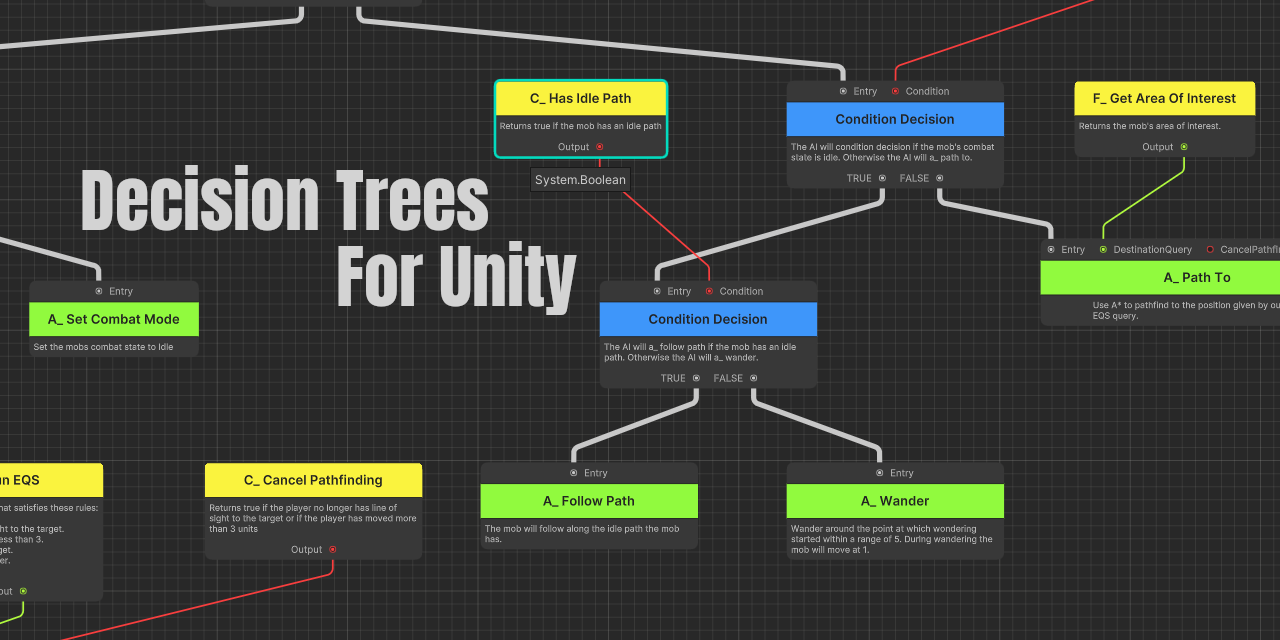 C_ Has Idle Path
Returns true if the mob has an idle path
Output
System.Boolean
Entry
Condition
Condition Decision
The AI will condition decision if the mob's combat
state is idle. Otherwise the AI will a_ path to.
TRUE
FALSE
F_ Get Area Of Interest
Returns the mob's area of interest.
Output
Decision Trees
For Unity
Entry
DestinationQuery
A_ Path To
Use A* to pathfind to the position given by
EQS query.
Entry
A_ Set Combat Mode
Set the mobs combat state to Idle
Entry
Condition
Condition Decision
The AI will a_ follow path if the mob has an idle
path. Otherwise the AI will a_ wander.
TRUE
FALSE
EQS
that satisfies these rules:
to the target.
less than 3.
C_ Cancel Pathfinding
Returns true if the player no longer has line of
sight to the target or if the player has moved more
than 3 units
Output
Entry
A_ Follow Path
The mob will follow along the idle path the mob
has.
Entry
A_ Wander
Wander around the point at which wondering
started within a range of 5. During wandering the
mob will move at 1.